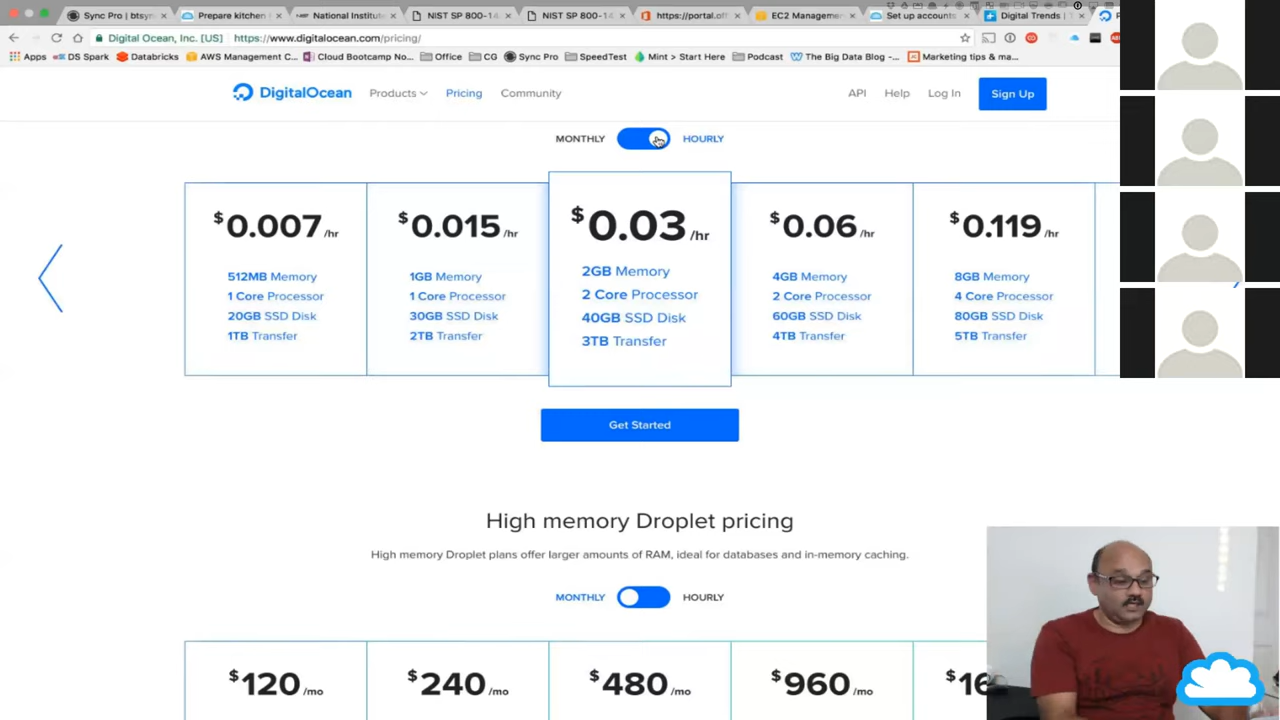 Sync Pro | btsyn
Prepare kitchen
National Institut
NIST SP 800-14
NIST SP 800-14
https://portal.off
EC2 Managemen
Set up accounts
Digital Trends | T
Digital Ocean, Inc. [US]
https://www.digitalocean.com/pricing/
Apps
DS Spark
Databricks
AWS Management C...
Cloud Bootcamp No...
Office
CG
Sync Pro
SpeedTest
Mint > Start Here
Podcast
The Big Data Blog -...
Marketing tips & ma...
DigitalOcean
Products
Pricing
Community
API
Help
Log In
Sign Up
MONTHLY
HOURLY
$0.007/hr
512MB Memory
1 Core Processor
20GB SSD Disk
1TB Transfer
$0.015/hr
1GB Memory
1 Core Processor
30GB SSD Disk
2TB Transfer
$0.03/hr
2GB Memory
2 Core Processor
40GB SSD Disk
3TB Transfer
$0.06/hr
4GB Memory
2 Core Processor
60GB SSD Disk
4TB Transfer
$0.119/hr
8GB Memory
4 Core Processor
80GB SSD Disk
5TB Transfer
Get Started
High memory Droplet pricing
High memory Droplet plans offer larger amounts of RAM, ideal for databases and in-memory caching.
MONTHLY
HOURLY
$120/mo
$240/mo
$480/mo
$960/mo
$16